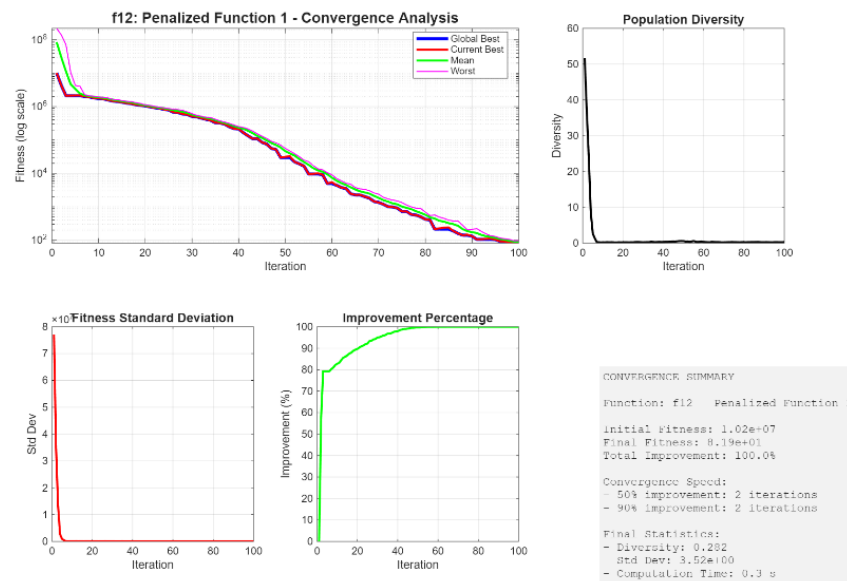 f12: Penalized Function 1 - Convergence Analysis
Global Best
Current Best
Mean
Worst
10^8
10^6
10^4
10^2
Fitness (log scale)
0 10 20 30 40 50 60 70 80 90 100
Iteration
Population Diversity
60
50
40
30
20
10
0
Diversity
0 20 40 60 80 100
Iteration
Fitness Standard Deviation
8
7
6
5
4
3
2
1
0
Std Dev
0 20 40 60 80 100
Iteration
Improvement Percentage
100
90
80
70
60
50
40
30
20
10
0
Improvement (%)
0 20 40 60 80 100
Iteration
CONVERGENCE SUMMARY
Function: f12 Penalized Function
Initial Fitness: 1.02e+07
Final Fitness: 8.19e+01
Total Improvement: 100.0%
Convergence Speed:
- 50% improvement: 2 iterations
- 90% improvement: 2 iterations
Final Statistics:
- Diversity: 0.282
Std Dev: 3.52e+00
- Computation Time: 0.3 s